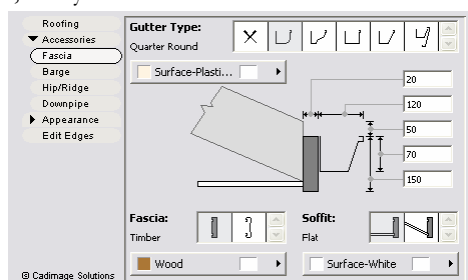 Roofing
Accessories
Fascia
Barge
Hip/Ridge
Downpipe
Appearance
Edit Edges
© Cadimage Solutions
Gutter Type:
Quarter Round
Surface-Plasti...
20
120
50
70
150
Fascia:
Timber
Wood
Soffit:
Flat
Surface-White